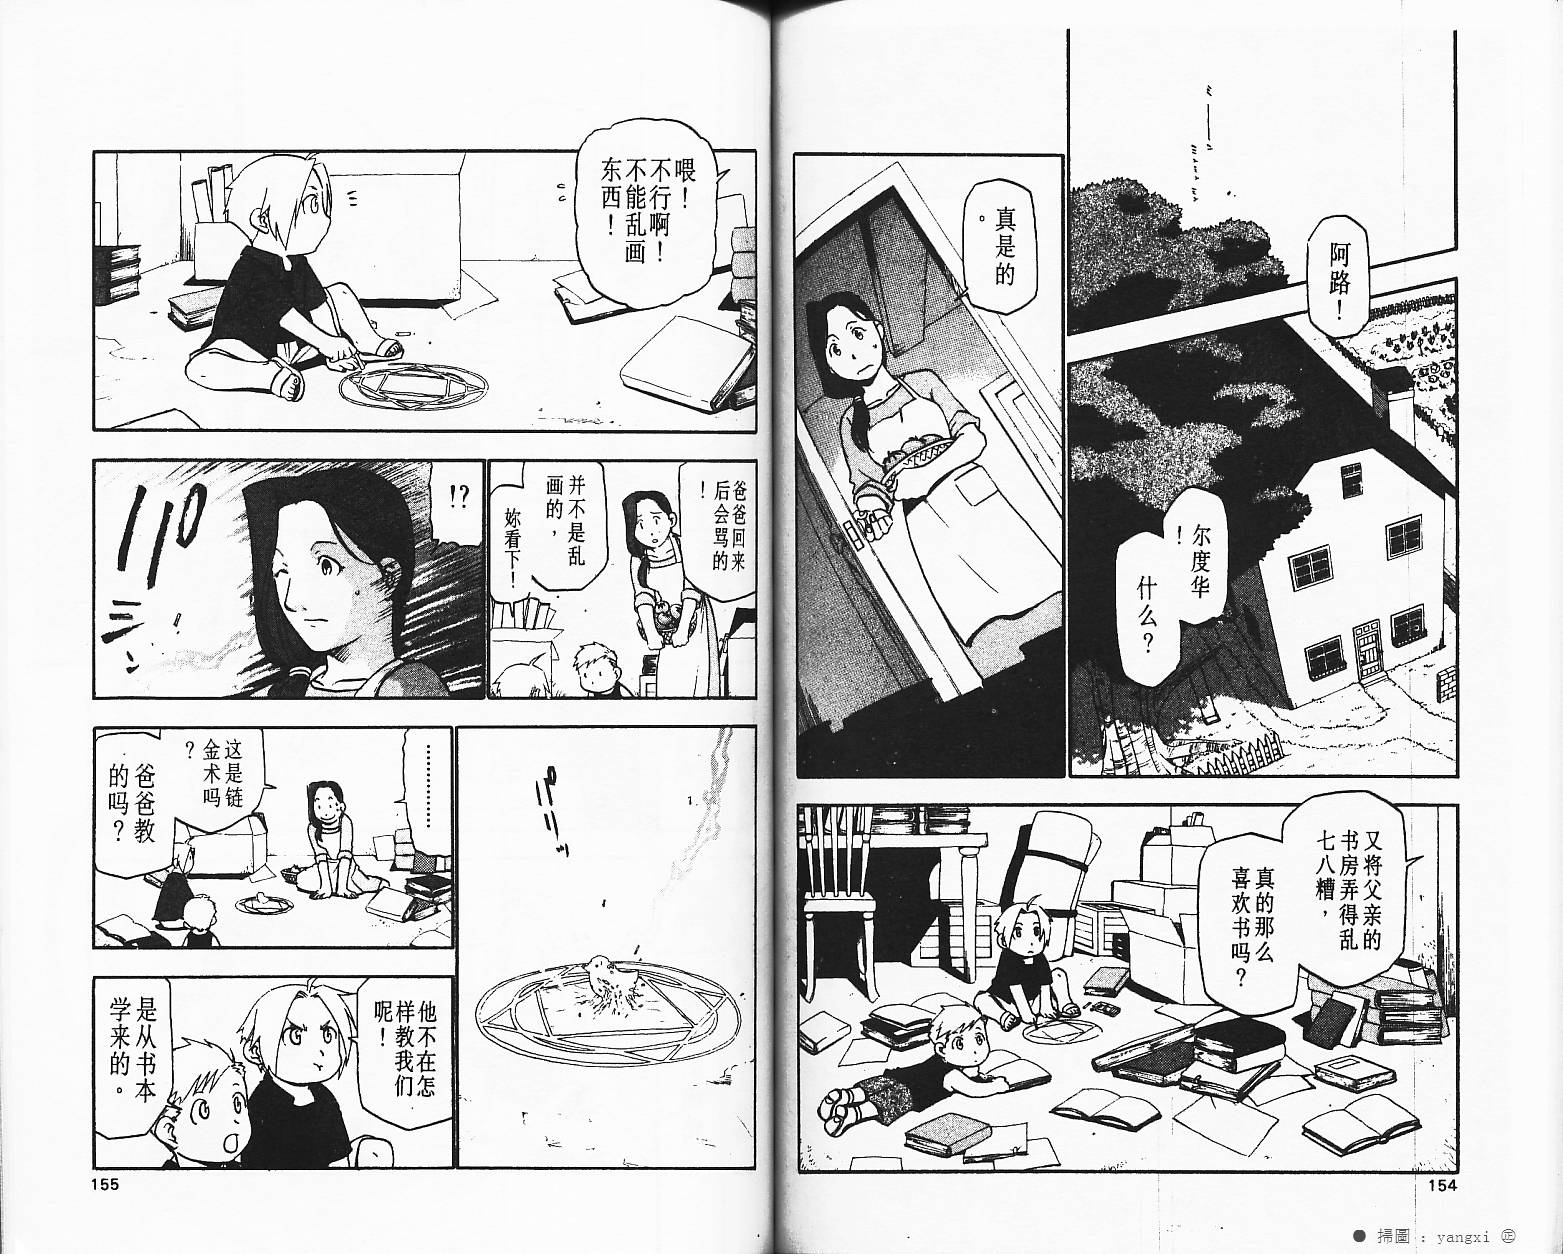 阿路！
尔度华
！
什么？
真是的
。
又将父亲的
书房弄得乱
七八糟，
真的那么
喜欢书吗？
154
喂！
不行啊！
不能乱画
东西！
爸爸回来
后会骂的
！
并不是乱
画的，
妳看下！
!?
…………
这是链
金术吗
？
爸爸教
的吗？
他不在怎
样教我们
呢！
是从书本
学来的。
155
● 掃圖：yangxi ㊣